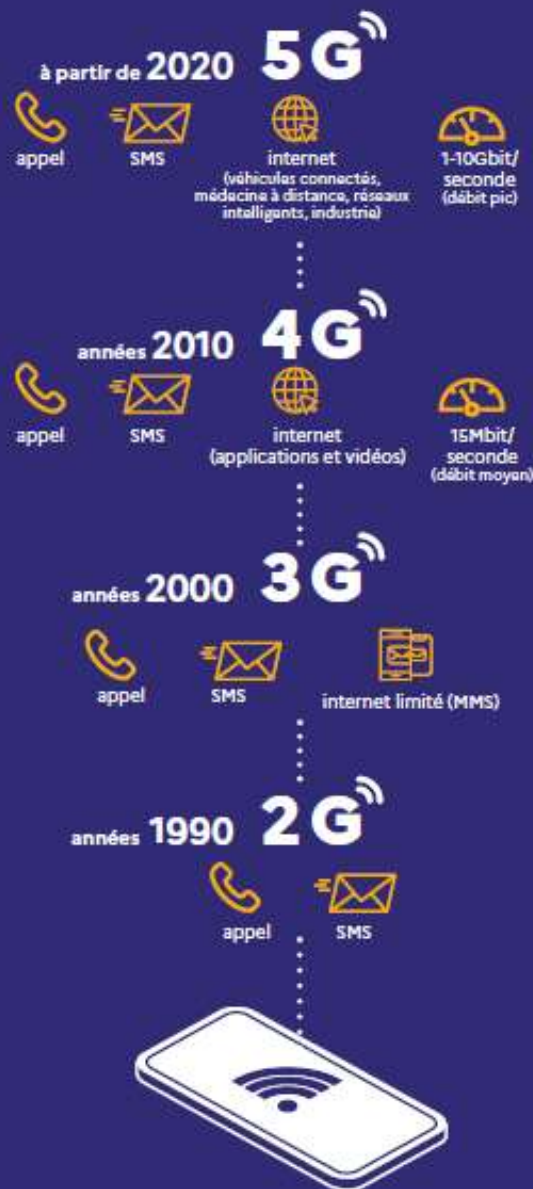 à partir de 2020 5G
appel
SMS
internet
(véhicules connectés,
médecine à distance, réseaux
intelligents, industrie)
1-10Gbit/
seconde
(débit pic)
années 2010 4G
appel
SMS
internet
(applications et vidéos)
15Mbit/
seconde
(débit moyen)
années 2000 3G
appel
SMS
internet limité (MMS)
années 1990 2G
appel
SMS